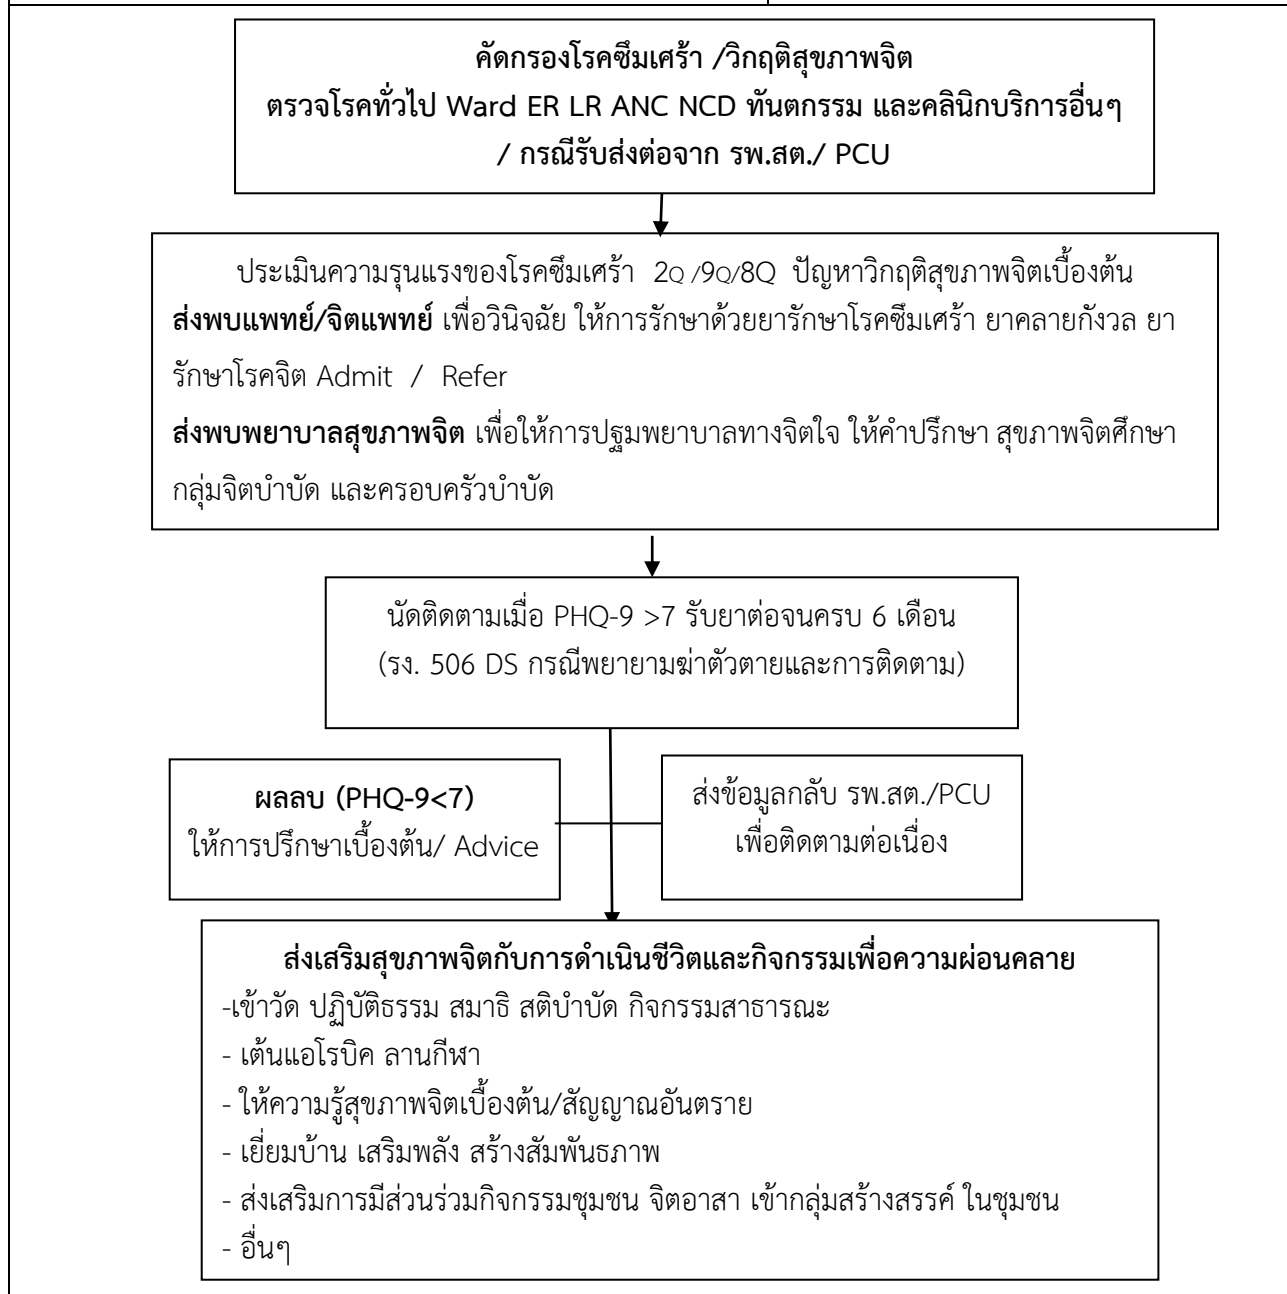 คัดกรองโรคซึมเศร้า /วิกฤติสุขภาพจิต
ตรวจโรคทั่วไป Ward ER LR ANC NCD ทันตกรรม และคลินิกบริการอื่นๆ
/ กรณีรับส่งต่อจาก รพ.สต./ PCU
ประเมินความรุนแรงของโรคซึมเศร้า 2Q /9Q/8Q ปัญหาวิกฤติสุขภาพจิตเบื้องต้น
ส่งพบแพทย์/จิตแพทย์ เพื่อวินิจฉัย ให้การรักษาด้วยยารักษาโรคซึมเศร้า ยาคลายกังวล ยา
รักษาโรคจิต Admit / Refer
ส่งพบพยาบาลสุขภาพจิต เพื่อให้การปฐมพยาบาลทางจิตใจ ให้คำปรึกษา สุขภาพจิตศึกษา
กลุ่มจิตบำบัด และครอบครัวบำบัด
นัดติดตามเมื่อ PHQ-9 >7 รับยาต่อจนครบ 6 เดือน
(รง. 506 DS กรณีพยายามฆ่าตัวตายและการติดตาม)
ผลลบ (PHQ-9<7)
ให้การปรึกษาเบื้องต้น/ Advice
ส่งข้อมูลกลับ รพ.สต./PCU
เพื่อติดตามต่อเนื่อง
ส่งเสริมสุขภาพจิตกับการดำเนินชีวิตและกิจกรรมเพื่อความผ่อนคลาย
-เข้าวัด ปฏิบัติธรรม สมาธิ สติบำบัด กิจกรรมสาธารณะ
- เต้นแอโรบิค ลานกีฬา
- ให้ความรู้สุขภาพจิตเบื้องต้น/สัญญาณอันตราย
- เยี่ยมบ้าน เสริมพลัง สร้างสัมพันธภาพ
- ส่งเสริมการมีส่วนร่วมกิจกรรมชุมชน จิตอาสา เข้ากลุ่มสร้างสรรค์ ในชุมชน
- อื่นๆ